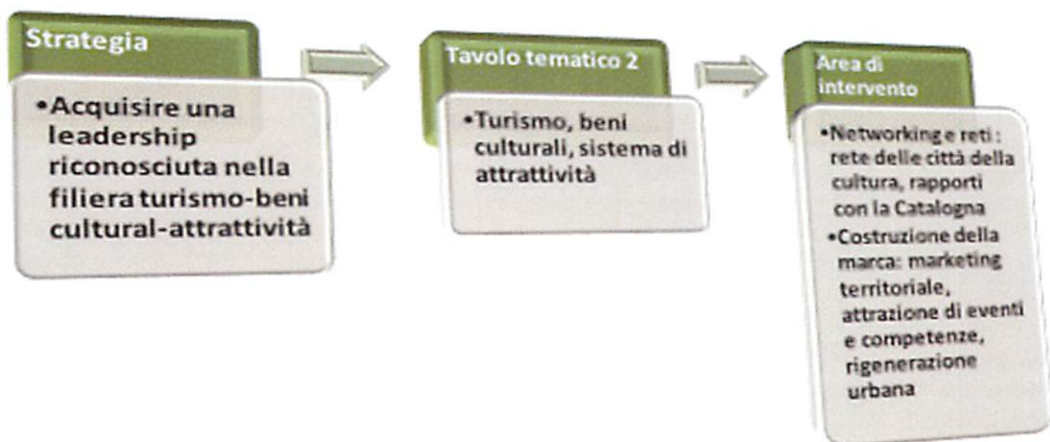 Strategia
•Acquisire una
leadership
riconosciuta nella
filiera turismo-beni
cultural-attrattività
Tavolo tematico 2
•Turismo, beni
culturali, sistema di
attrattività
Area di
intervento
•Networking e reti :
rete delle città della
cultura, rapporti
con la Catalogna
•Costruzione della
marca: marketing
territoriale,
attrazione di eventi
e competenze,
rigenerazione
urbana